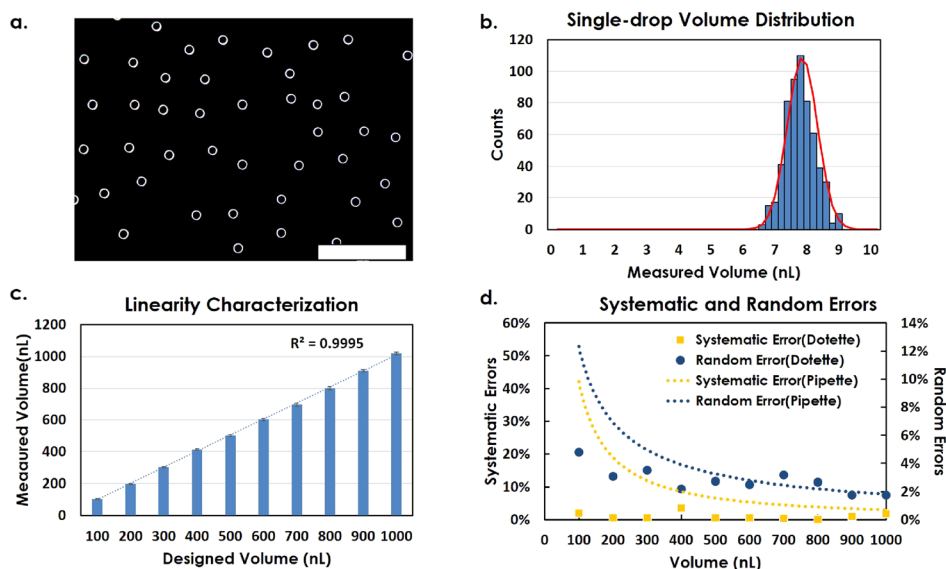 a.
b.
Single-drop Volume Distribution
120
100
80
60
40
20
0
Counts
0 1 2 3 4 5 6 7 8 9 10
Measured Volume (nL)
c.
Linearity Characterization
1200
1000
800
600
400
200
0
Meaaured Volume(nL)
R² = 0.9995
100 200 300 400 500 600 700 800 900 1000
Designed Volume (nL)
d.
Systematic and Random Errors
60%
50%
40%
30%
20%
10%
0%
Systematic Errors
Systematic Error(Dotette)
Random Error(Dotette)
Systematic Error(Pipette)
Random Error(Pipette)
14%
12%
10%
8%
6%
4%
2%
0%
Random Errors
0 100 200 300 400 500 600 700 800 900 1000
Volume (nL)